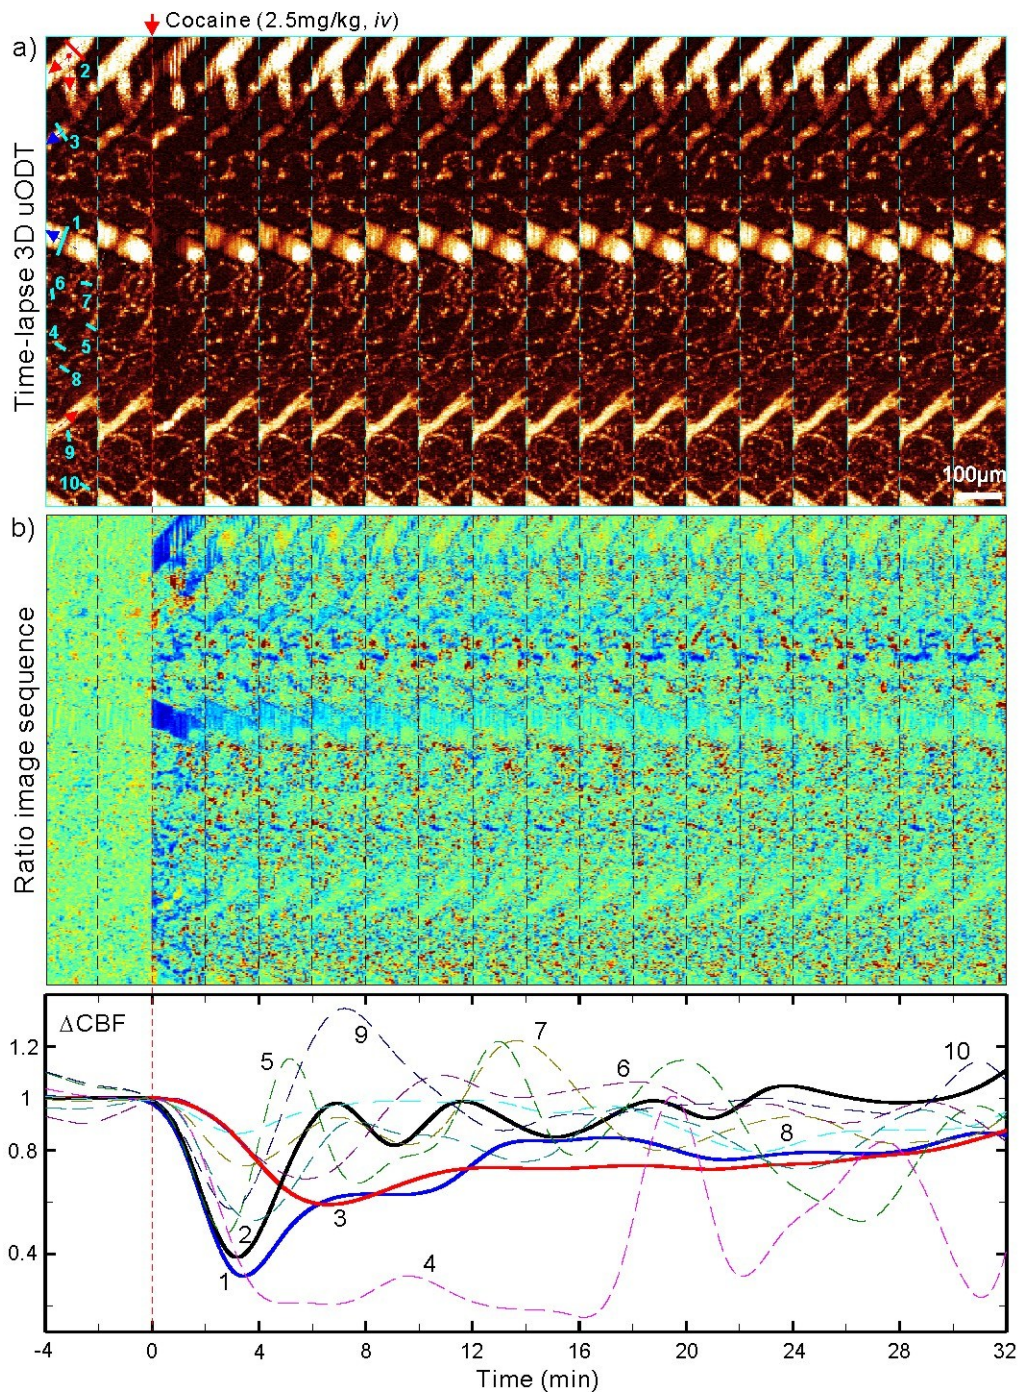 Cocaine (2.5mg/kg, iv)
a)
Time-lapse 3D uODT
2
3
1
6
7
4
5
8
9
10
100µm
b)
Ratio image sequence
ΔCBF
1.2
1
0.8
0.4
5
9
7
6
10
8
2
3
1
4
-4 0 4 8 12 16 20 24 28 32
Time (min)